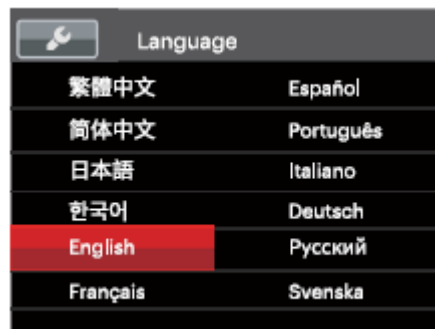 Language
繁體中文 Español
简体中文 Português
日本語 Italiano
한국어 Deutsch
English Русский
Français Svenska